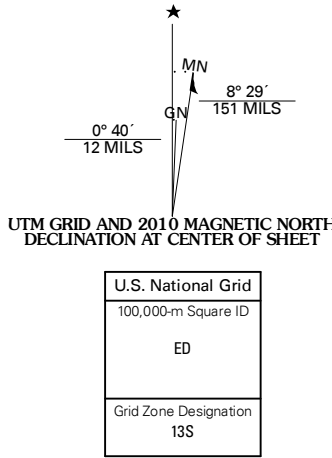 MN
GN
8° 29´
151 MILS
0° 40´
12 MILS
UTM GRID AND 2010 MAGNETIC NORTH
DECLINATION AT CENTER OF SHEET
U.S. National Grid
100,000-m Square ID
ED
Grid Zone Designation
13S